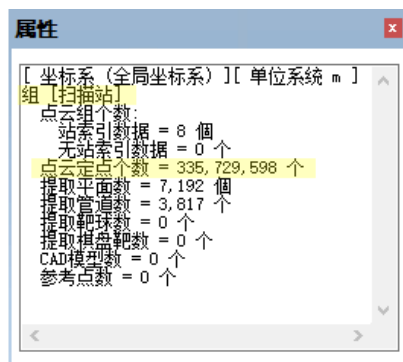 属性
[ 坐标系 (全局坐标系) ][ 单位系统 m ]
组 [扫描站]
点云组个数:
站索引数据 = 8 個
无站索引数据 = 0 个
点云定点个数 = 335,729,598 个
提取平面数 = 7,192 個
提取管道数 = 3,817 个
提取靶球数 = 0 个
提取棋盘靶数 = 0 个
CAD模型数 = 0 个
参考点数 = 0 个